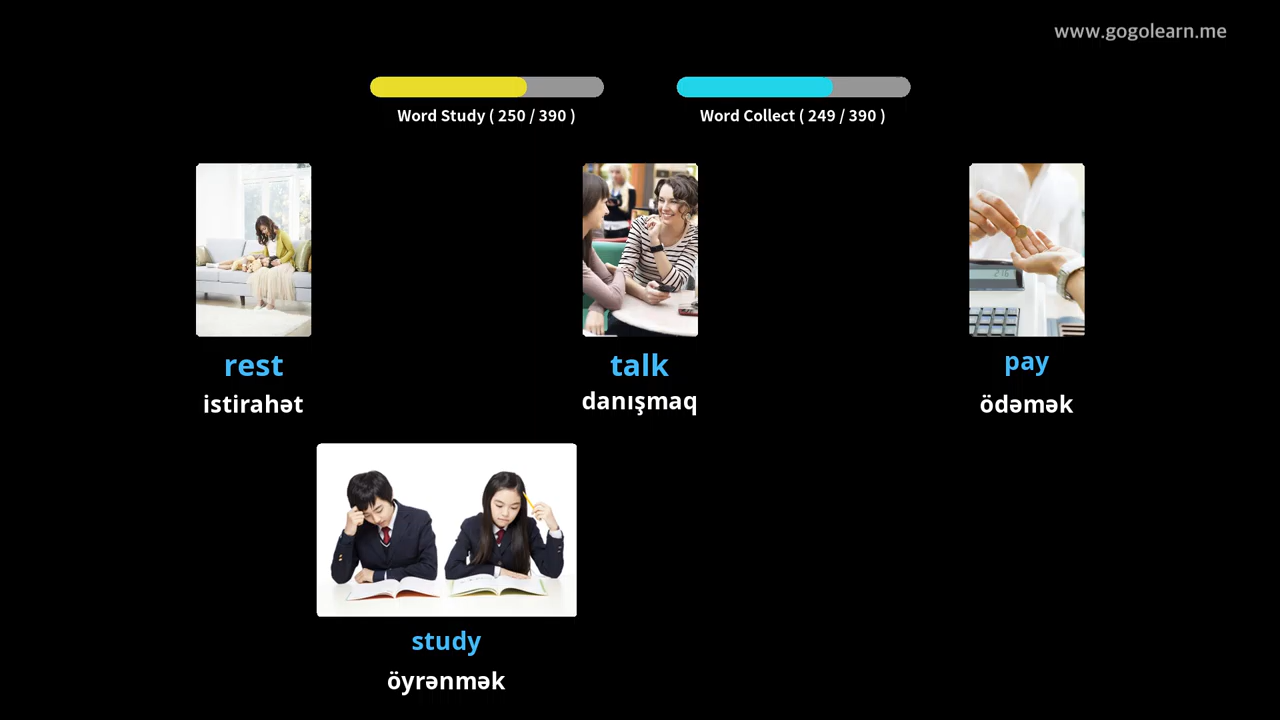 www.gogolearn.me
Word Study ( 250 / 390 )
Word Collect ( 249 / 390 )
rest
istirahət
talk
danışmaq
pay
ödəmək
study
öyrənmək